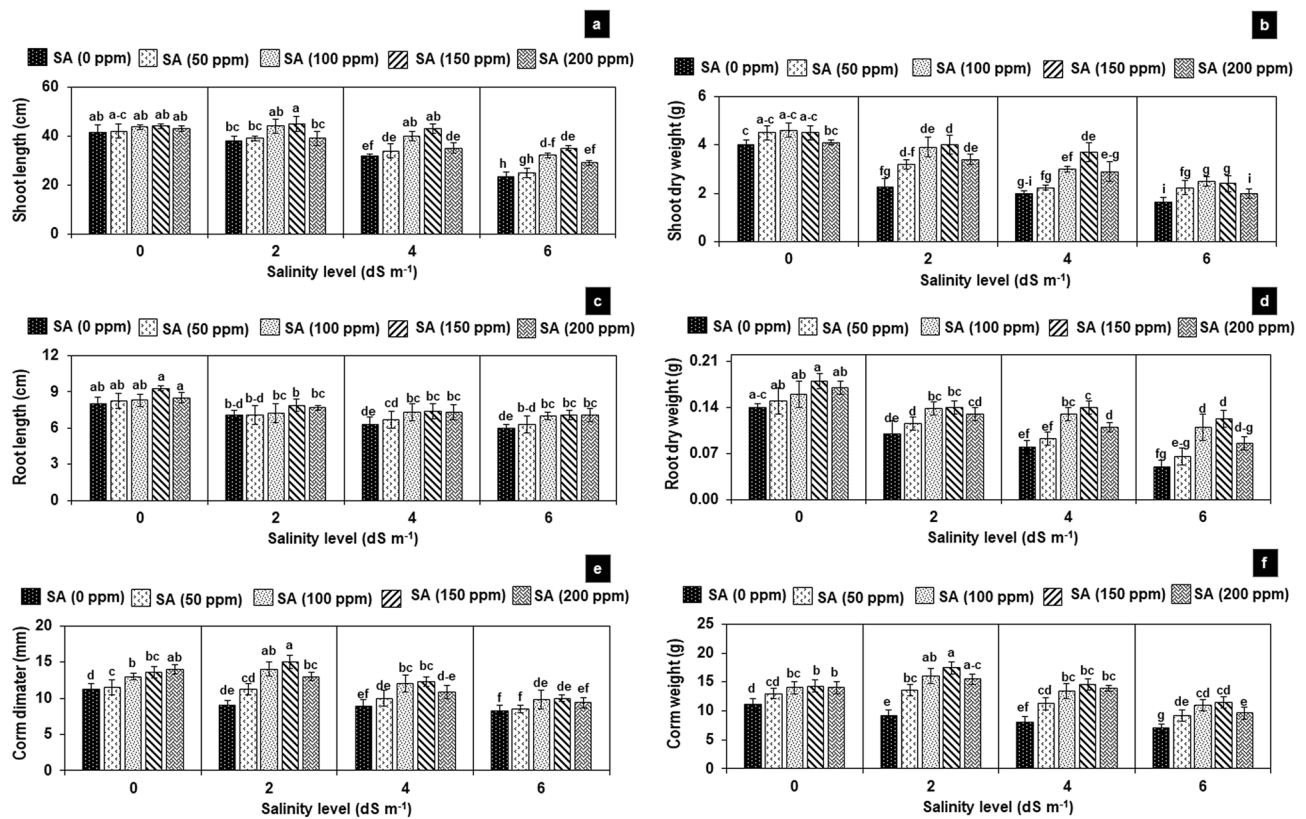 a
SA (0 ppm) SA (50 ppm) SA (100 ppm) SA (150 ppm) SA (200 ppm)
Shoot length (cm)
60
40
20
0
ab a-c ab ab ab
bc bc ab a bc
ef de ab ab de
h gh d-f de ef
0 2 4 6
Salinity level (dS m-1)
b
SA (0 ppm) SA (50 ppm) SA (100 ppm) SA (150 ppm) SA (200 ppm)
Shoot dry weight (g)
6
4
2
0
c a-c a-c a-c bc
fg d-f de d de
g-i fg ef de e-g
i fg g g i
0 2 4 6
Salinity level (dS m-1)
c
SA (0 ppm) SA (50 ppm) SA (100 ppm) SA (150 ppm) SA (200 ppm)
Root length (cm)
12
9
6
3
0
ab ab ab a a
b-d b-d bc b bc
de cd bc bc bc
de b-d bc bc bc
0 2 4 6
Salinity level (dS m-1)
d
SA (0 ppm) SA (50 ppm) SA (100 ppm) SA (150 ppm) SA (200 ppm)
Root dry weight (g)
0.21
0.14
0.07
0.00
a-c ab ab a ab
de d bc bc cd
ef ef bc c d
fg e-g d d d-g
0 2 4 6
Salinity level (dS m-1)
e
SA (0 ppm) SA (50 ppm) SA (100 ppm) SA (150 ppm) SA (200 ppm)
Corm dimater (mm)
20
15
10
5
0
d c b bc ab
de cd ab a bc
ef de bc bc d-e
f f de de ef
0 2 4 6
Salinity level (dS m-1)
f
SA (0 ppm) SA (50 ppm) SA (100 ppm) SA (150 ppm) SA (200 ppm)
Corm weight (g)
25
20
15
10
5
0
d cd bc b b
e cd ab a a-c
ef cd bc bc bc
g de cd cd e
0 2 4 6
Salinity level (dS m-1)